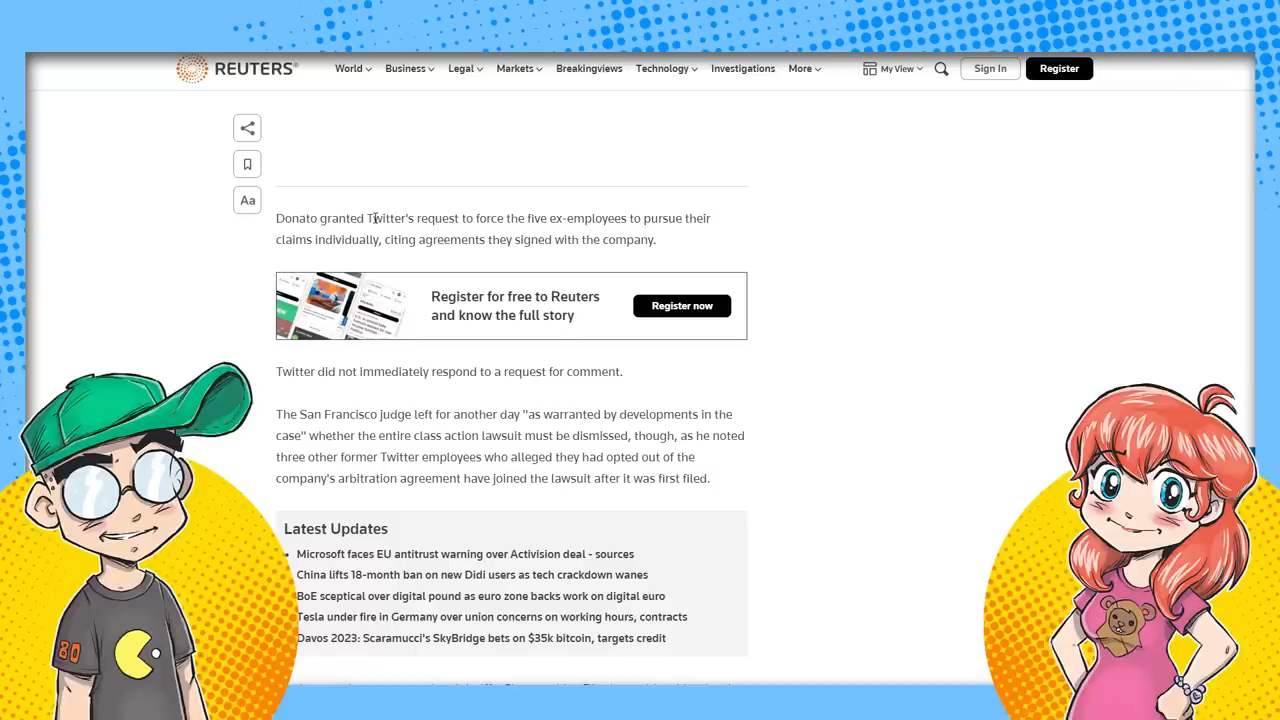 REUTERS®
World
Business
Legal
Markets
Breakingviews
Technology
Investigations
More
My View
Sign In
Register
Aa
Donato granted Twitter's request to force the five ex-employees to pursue their
claims individually, citing agreements they signed with the company.
Register for free to Reuters
and know the full story
Register now
Twitter did not immediately respond to a request for comment.
The San Francisco judge left for another day "as warranted by developments in the
case" whether the entire class action lawsuit must be dismissed, though, as he noted
three other former Twitter employees who alleged they had opted out of the
company's arbitration agreement have joined the lawsuit after it was first filed.
Latest Updates
Microsoft faces EU antitrust warning over Activision deal - sources
China lifts 18-month ban on new Didi users as tech crackdown wanes
BoE sceptical over digital pound as euro zone backs work on digital euro
Tesla under fire in Germany over union concerns on working hours, contracts
Davos 2023: Scaramucci's SkyBridge bets on $35k bitcoin, targets credit
80